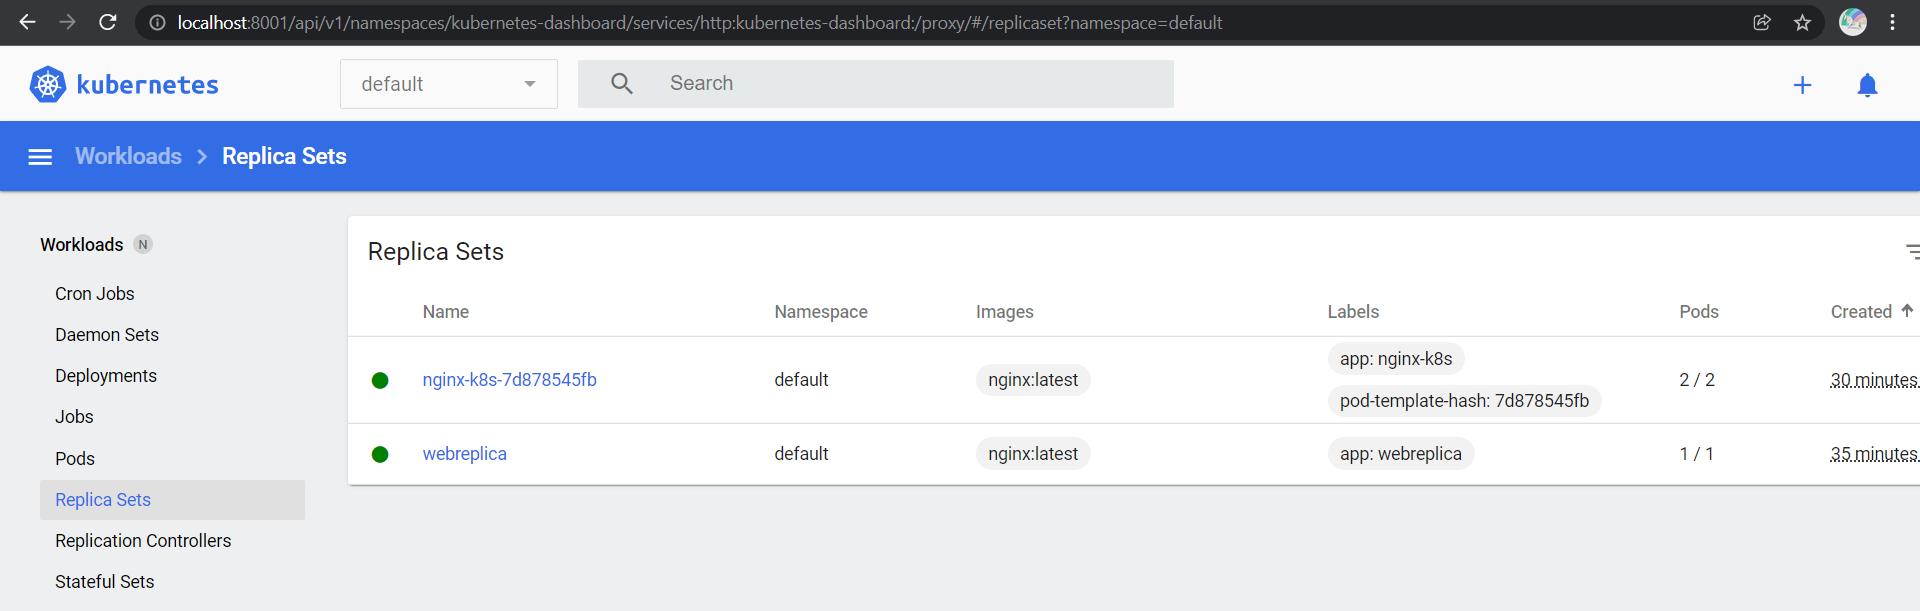 localhost:8001/api/v1/namespaces/kubernetes-dashboard/services/http:kubernetes-dashboard:/proxy/#/replicaset?namespace=default
kubernetes
default
Search
Workloads
Replica Sets
Workloads N
Cron Jobs
Daemon Sets
Deployments
Jobs
Pods
Replica Sets
Replication Controllers
Stateful Sets
Replica Sets
Name Namespace Images Labels Pods Created
nginx-k8s-7d878545fb default nginx:latest app: nginx-k8s pod-template-hash: 7d878545fb 2 / 2 30 minutes
webreplica default nginx:latest app: webreplica 1 / 1 35 minutes